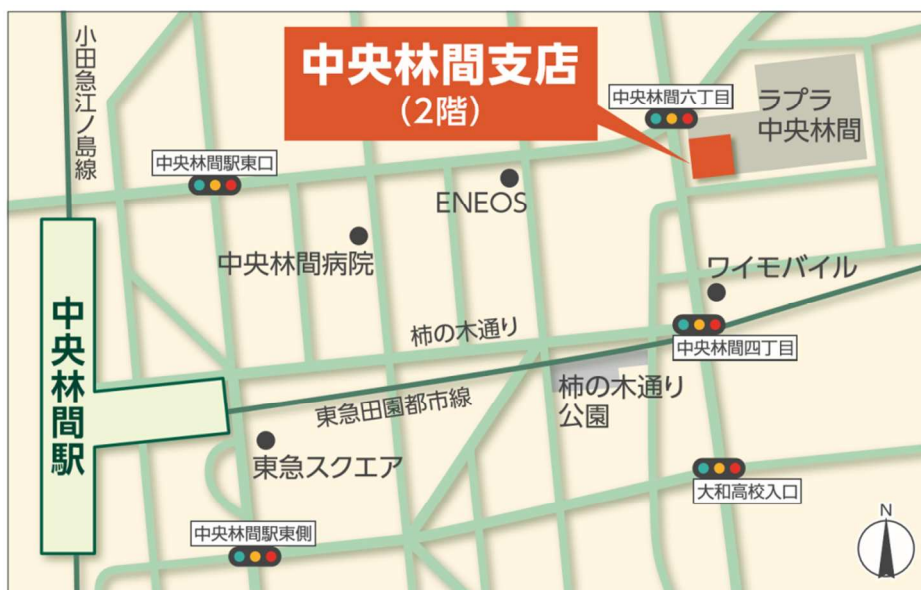 小田急江ノ島線
中央林間支店
（2階）
中央林間六丁目
ラプラ
中央林間
中央林間駅東口
ENEOS
中央林間病院
ワイモバイル
柿の木通り
中央林間四丁目
中央林間駅
東急田園都市線
柿の木通り
公園
東急スクエア
大和高校入口
中央林間駅東側
N